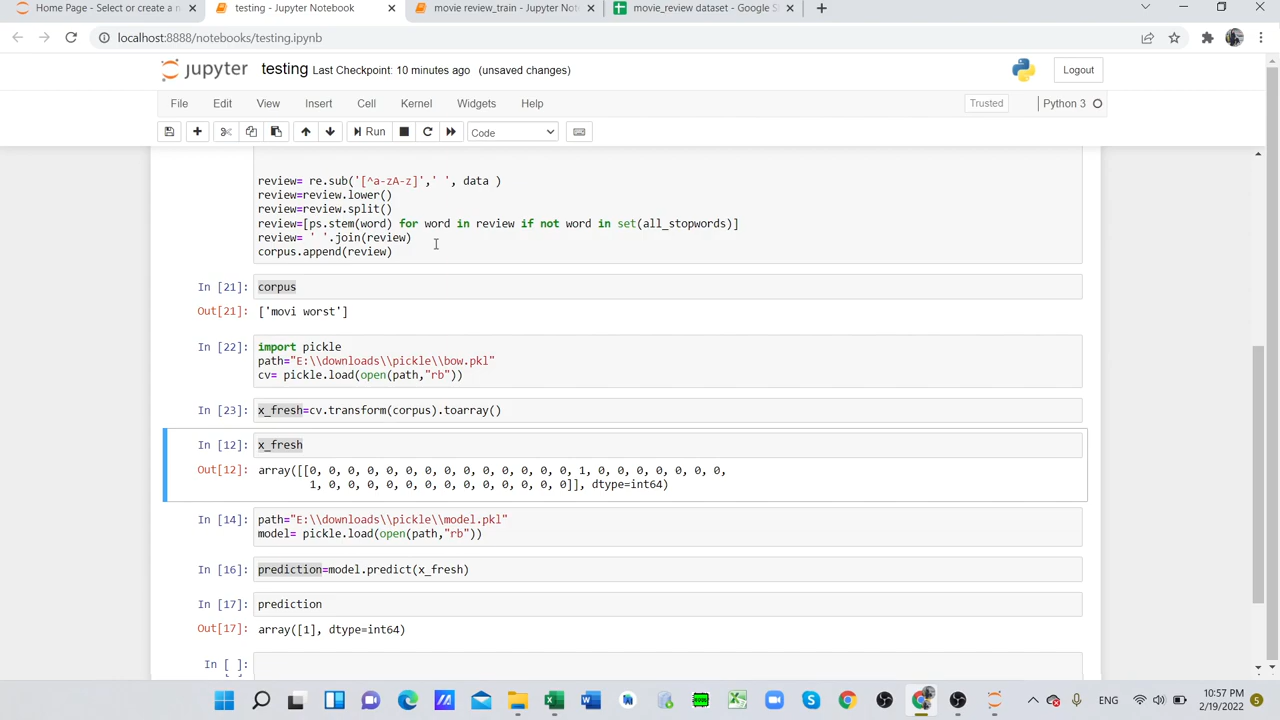 Home Page - Select or create a n
testing - Jupyter Notebook
movie review_train - Jupyter Not
movie_review dataset - Google S
localhost:8888/notebooks/testing.ipynb
jupyter testing Last Checkpoint: 10 minutes ago (unsaved changes)
Logout
File Edit View Insert Cell Kernel Widgets Help
Trusted
Python 3
Run
Code
review= re.sub('[^a-zA-z]',' ', data )
review=review.lower()
review=review.split()
review=[ps.stem(word) for word in review if not word in set(all_stopwords)]
review= ' '.join(review)
corpus.append(review)
In [21]: corpus
Out[21]: ['movi worst']
In [22]: import pickle
path="E:\\downloads\\pickle\\bow.pkl"
cv= pickle.load(open(path,"rb"))
In [23]: x_fresh=cv.transform(corpus).toarray()
In [12]: x_fresh
Out[12]: array([[0, 0, 0, 0, 0, 0, 0, 0, 0, 0, 0, 0, 0, 0, 1, 0, 0, 0, 0, 0, 0, 0,
1, 0, 0, 0, 0, 0, 0, 0, 0, 0, 0, 0, 0, 0]], dtype=int64)
In [14]: path="E:\\downloads\\pickle\\model.pkl"
model= pickle.load(open(path,"rb"))
In [16]: prediction=model.predict(x_fresh)
In [17]: prediction
Out[17]: array([1], dtype=int64)
In [ ]:
ENG
10:57 PM
2/19/2022
5